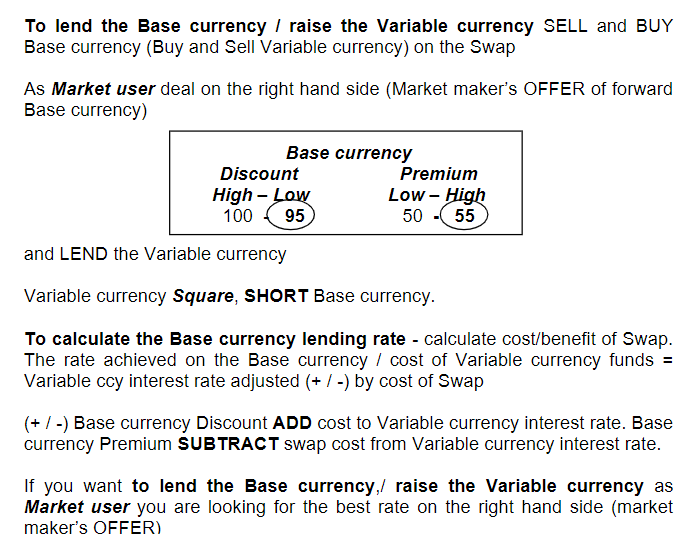 To lend the Base currency / raise the Variable currency SELL and BUY
Base currency (Buy and Sell Variable currency) on the Swap
As Market user deal on the right hand side (Market maker's OFFER of forward
Base currency)
Base currency
Discount Premium
High – Low Low – High
100 - 95 50 - 55
and LEND the Variable currency
Variable currency Square, SHORT Base currency.
To calculate the Base currency lending rate - calculate cost/benefit of Swap.
The rate achieved on the Base currency / cost of Variable currency funds =
Variable ccy interest rate adjusted (+ / -) by cost of Swap
(+ / -) Base currency Discount ADD cost to Variable currency interest rate. Base
currency Premium SUBTRACT swap cost from Variable currency interest rate.
If you want to lend the Base currency,/ raise the Variable currency as
Market user you are looking for the best rate on the right hand side (market
maker's OFFER)